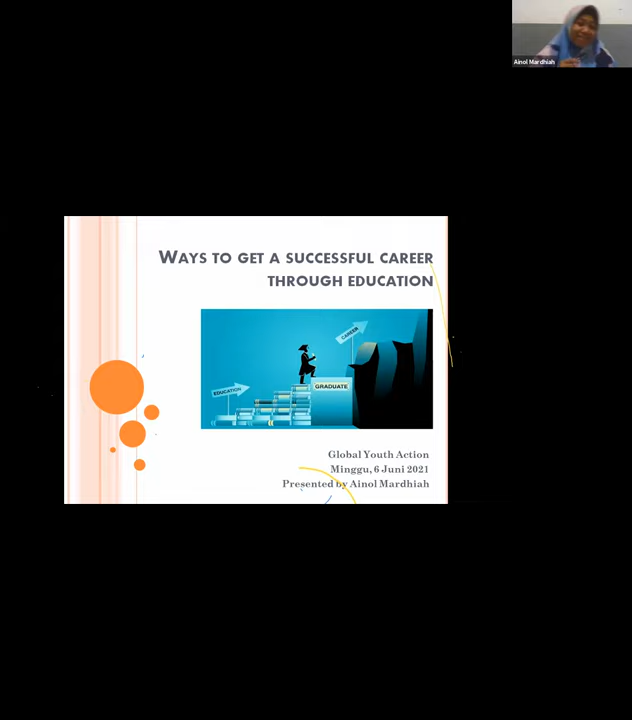 Ainol Mardhiah
WAYS TO GET A SUCCESSFUL CAREER
THROUGH EDUCATION
CAREER
EDUCATION
GRADUATE
Global Youth Action
Minggu, 6 Juni 2021
Presented by Ainol Mardhiah